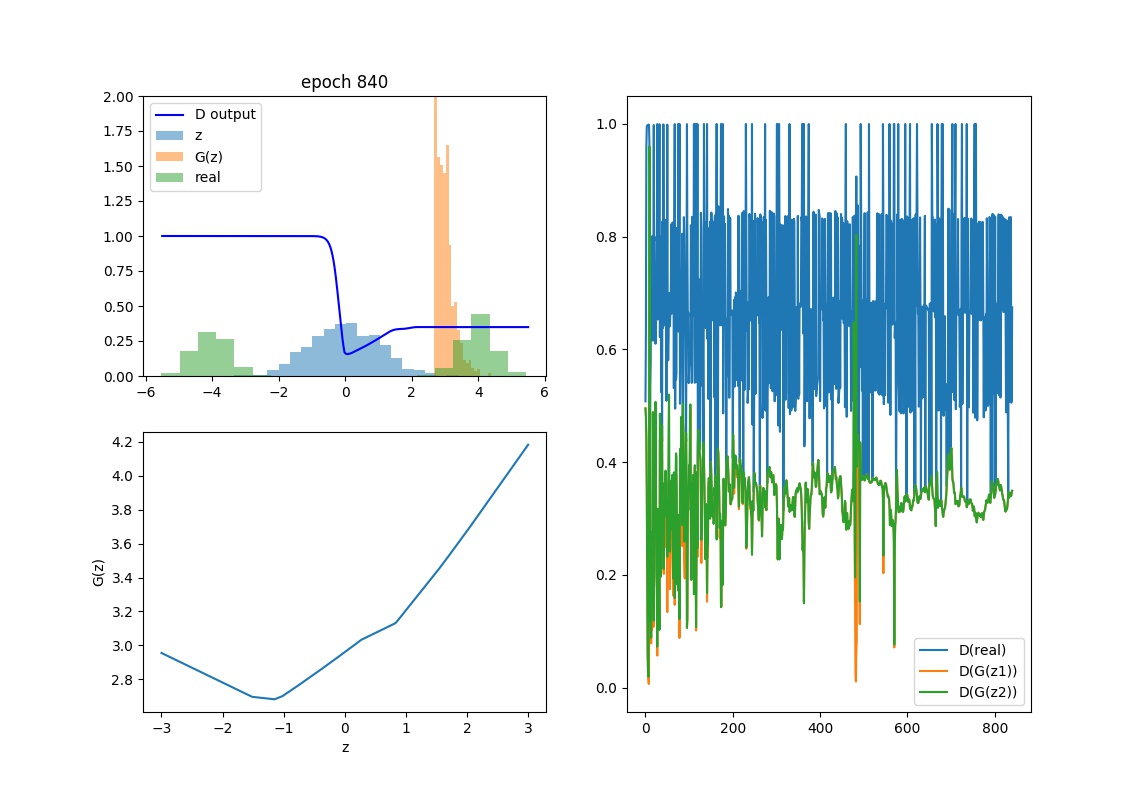 epoch 840
2.00
1.75
1.50
1.25
1.00
0.75
0.50
0.25
0.00
D output
z
G(z)
real
−6 −4 −2 0 2 4 6
4.2
4.0
3.8
3.6
3.4
3.2
3.0
2.8
G(z)
−3 −2 −1 0 1 2 3
z
1.0
0.8
0.6
0.4
0.2
0.0
D(real)
D(G(z1))
D(G(z2))
0 200 400 600 800